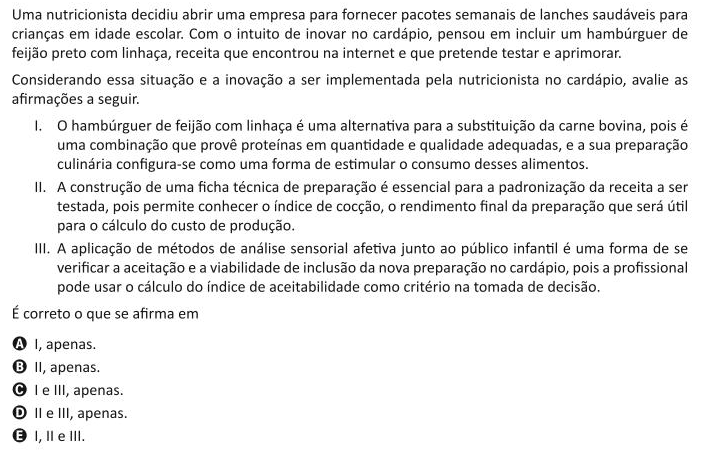 Uma nutricionista decidiu abrir uma empresa para fornecer pacotes semanais de lanches saudáveis para
crianças em idade escolar. Com o intuito de inovar no cardápio, pensou em incluir um hambúrguer de
feijão preto com linhaça, receita que encontrou na internet e que pretende testar e aprimorar.
Considerando essa situação e a inovação a ser implementada pela nutricionista no cardápio, avalie as
afirmações a seguir.
I. O hambúrguer de feijão com linhaça é uma alternativa para a substituição da carne bovina, pois é
uma combinação que provê proteínas em quantidade e qualidade adequadas, e a sua preparação
culinária configura-se como uma forma de estimular o consumo desses alimentos.
II. A construção de uma ficha técnica de preparação é essencial para a padronização da receita a ser
testada, pois permite conhecer o índice de cocção, o rendimento final da preparação que será útil
para o cálculo do custo de produção.
III. A aplicação de métodos de análise sensorial afetiva junto ao público infantil é uma forma de se
verificar a aceitação e a viabilidade de inclusão da nova preparação no cardápio, pois a profissional
pode usar o cálculo do índice de aceitabilidade como critério na tomada de decisão.
É correto o que se afirma em
A I, apenas.
B II, apenas.
C I e III, apenas.
D II e III, apenas.
E I, II e III.